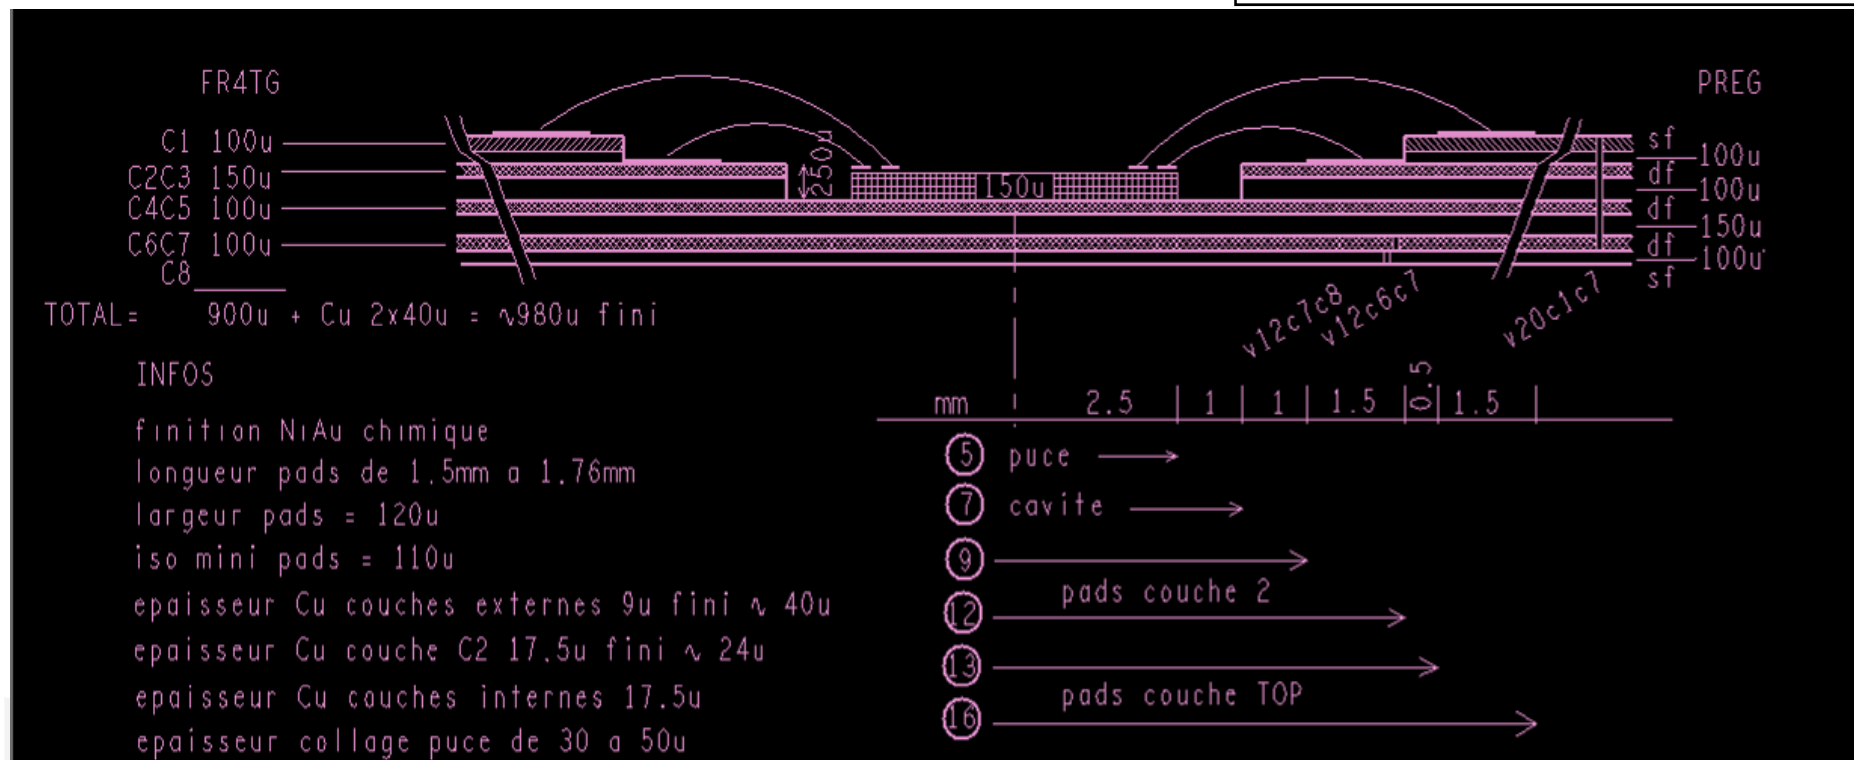 FR4TG
PREG
C1 100u
C2C3 150u
C4C5 100u
C6C7 100u
C8
250u
150u
sf
100u
df
100u
df
150u
df
100u
sf
TOTAL= 900u + Cu 2x40u = ∿980u fini
v12c7c8
v12c6c7
v20c1c7
INFOS
finition NiAu chimique
longueur pads de 1.5mm a 1.76mm
largeur pads = 120u
iso mini pads = 110u
epaisseur Cu couches externes 9u fini ∿ 40u
epaisseur Cu couche C2 17.5u fini ∿ 24u
epaisseur Cu couches internes 17.5u
epaisseur collage puce de 30 a 50u
mm 2.5 1 1 1.5 0.5 1.5
5 puce
7 cavite
9
pads couche 2
12
13
pads couche TOP
16